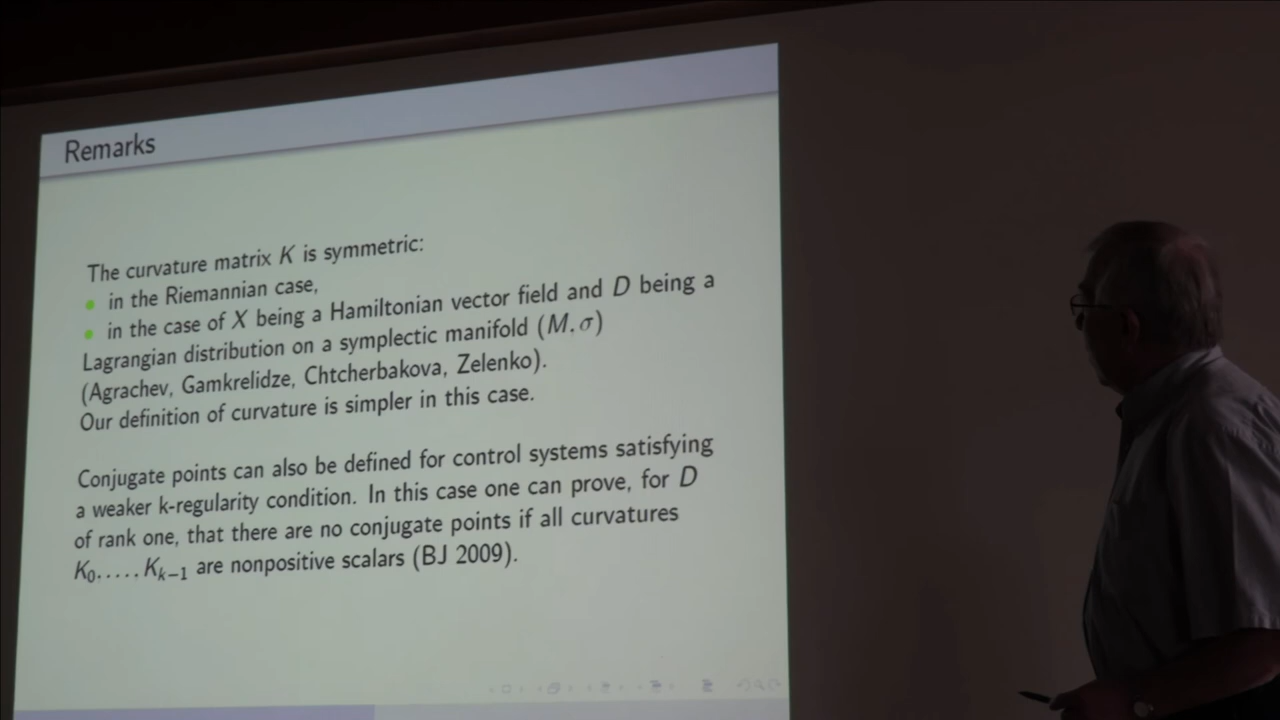 Remarks
The curvature matrix K is symmetric:
• in the Riemannian case,
• in the case of X being a Hamiltonian vector field and D being a
Lagrangian distribution on a symplectic manifold (M, σ)
(Agrachev, Gamkrelidze, Chtcherbakova, Zelenko).
Our definition of curvature is simpler in this case.
Conjugate points can also be defined for control systems satisfying
a weaker k-regularity condition. In this case one can prove, for D
of rank one, that there are no conjugate points if all curvatures
K₀, . . . , Kₖ₋₁ are nonpositive scalars (BJ 2009).